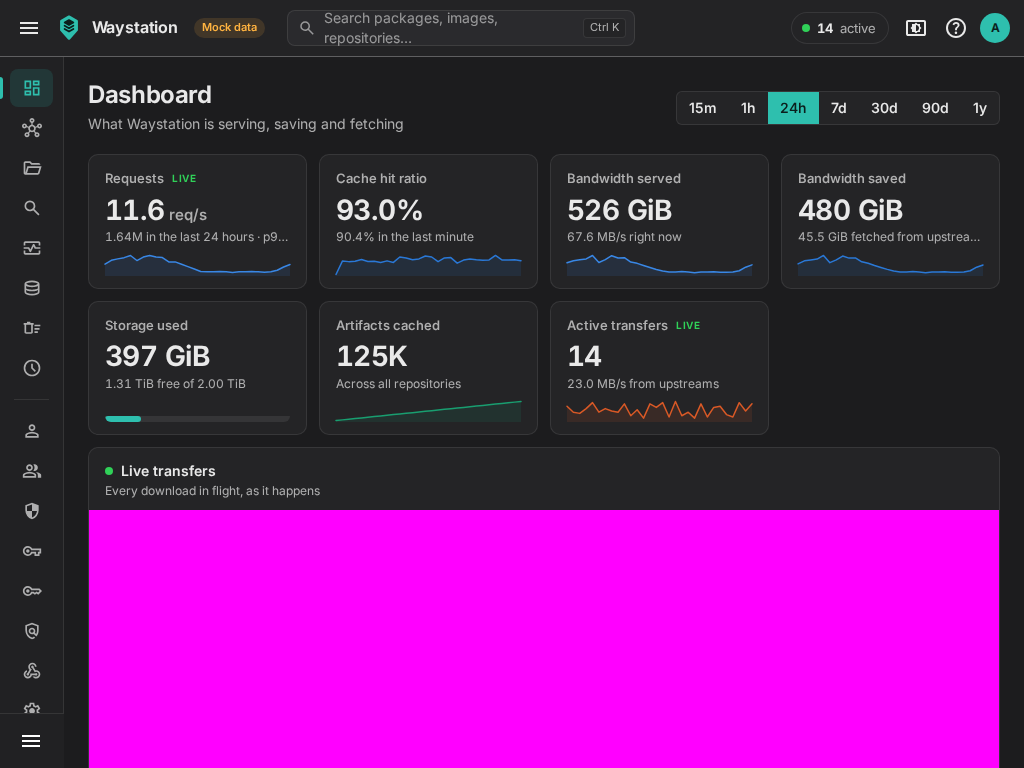 Waystation
Mock data
Search packages, images, repositories...
Ctrl K
14 active
A
Dashboard
What Waystation is serving, saving and fetching
15m 1h 24h 7d 30d 90d 1y
Requests LIVE
11.6 req/s
1.64M in the last 24 hours · p9...
Cache hit ratio
93.0%
90.4% in the last minute
Bandwidth served
526 GiB
67.6 MB/s right now
Bandwidth saved
480 GiB
45.5 GiB fetched from upstrea...
Storage used
397 GiB
1.31 TiB free of 2.00 TiB
Artifacts cached
125K
Across all repositories
Active transfers LIVE
14
23.0 MB/s from upstreams
Live transfers
Every download in flight, as it happens